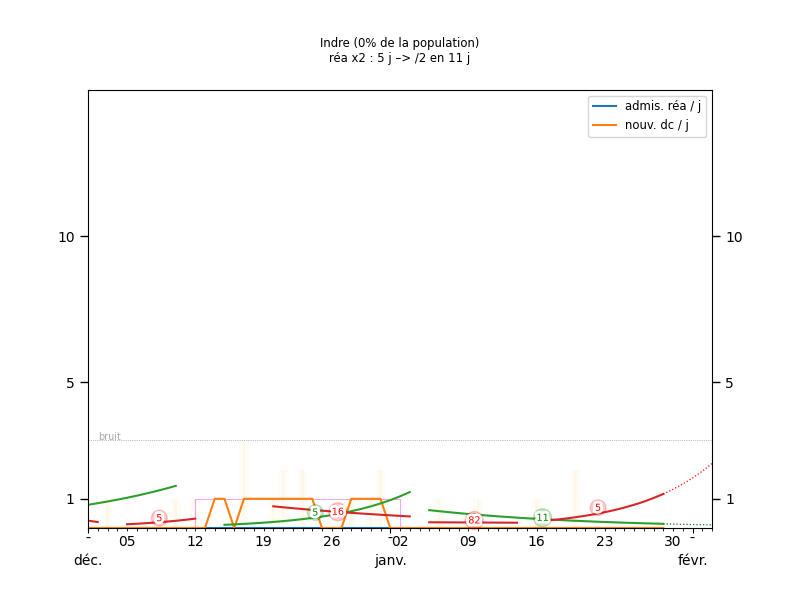 Indre (0% de la population)
réa x2 : 5 j –> /2 en 11 j
admis. réa / j
nouv. dc / j
10
10
5
5
bruit
1
1
5
5
16
82
11
5
05
12
19
26
02
09
16
23
30
déc.
janv.
févr.